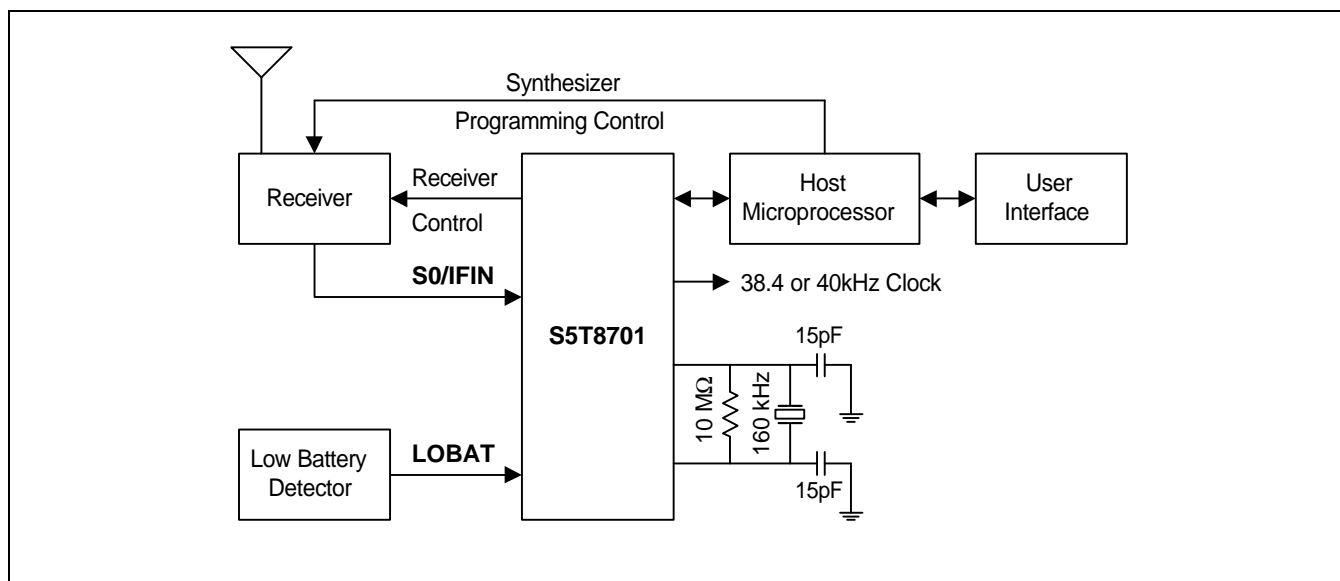 Synthesizer
Programming Control
Receiver
Receiver
Control
Host
Microprocessor
User
Interface
S0/IFIN
38.4 or 40kHz Clock
S5T8701
15pF
10 MΩ
160 kHz
LOBAT
Low Battery
Detector
15pF